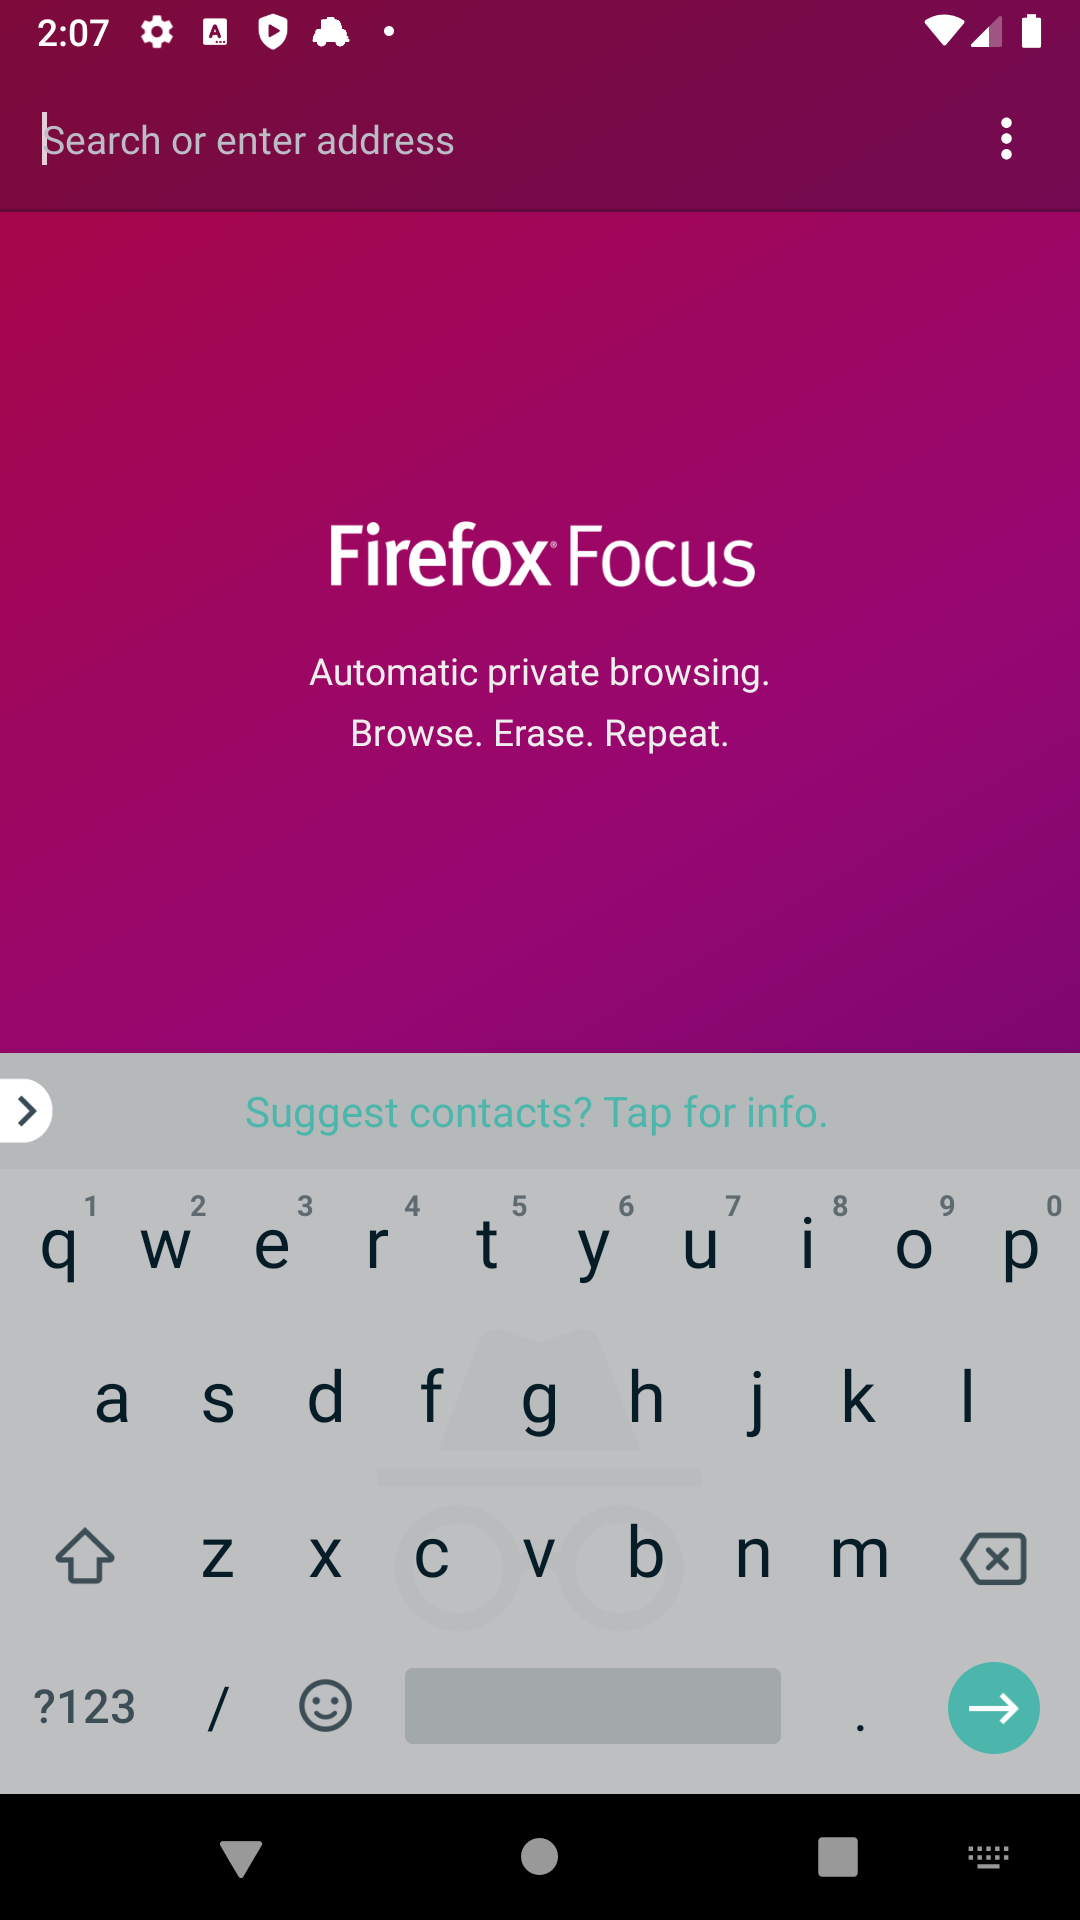 2:07
Search or enter address
Firefox Focus
Automatic private browsing.
Browse. Erase. Repeat.
Suggest contacts? Tap for info.
1 2 3 4 5 6 7 8 9 0
q w e r t y u i o p
a s d f g h j k l
z x c v b n m
?123 / .